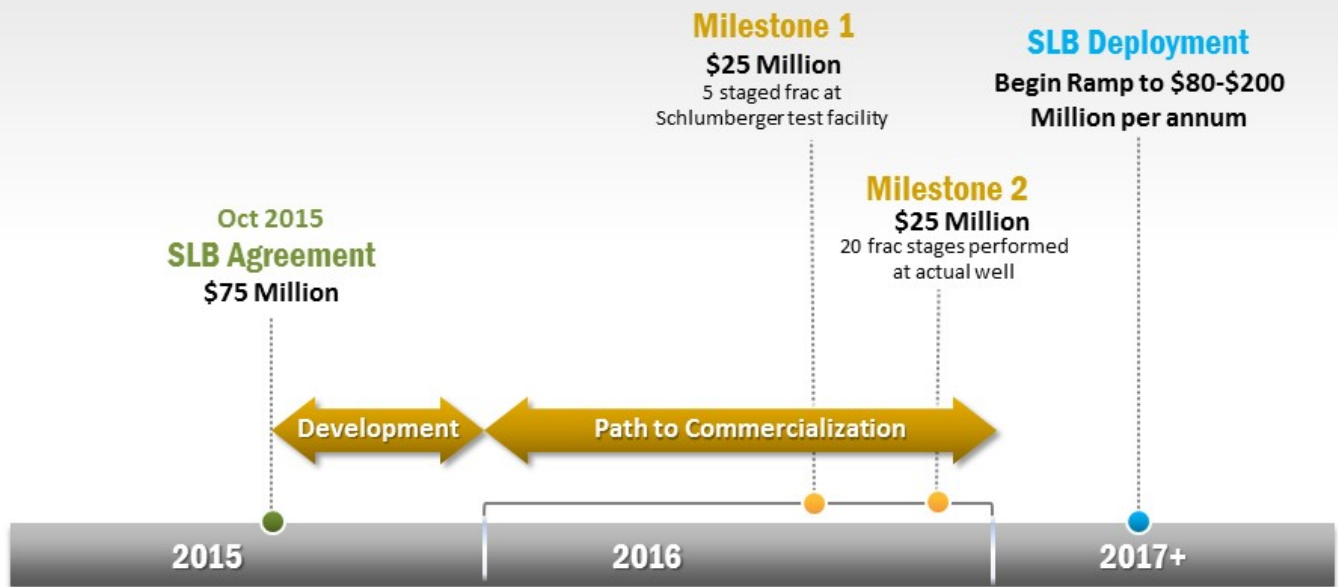 Milestone 1
$25 Million
5 staged frac at
Schlumberger test facility
SLB Deployment
Begin Ramp to $80-$200
Million per annum
Milestone 2
$25 Million
20 frac stages performed
at actual well
Oct 2015
SLB Agreement
$75 Million
Development
Path to Commercialization
2015
2016
2017+